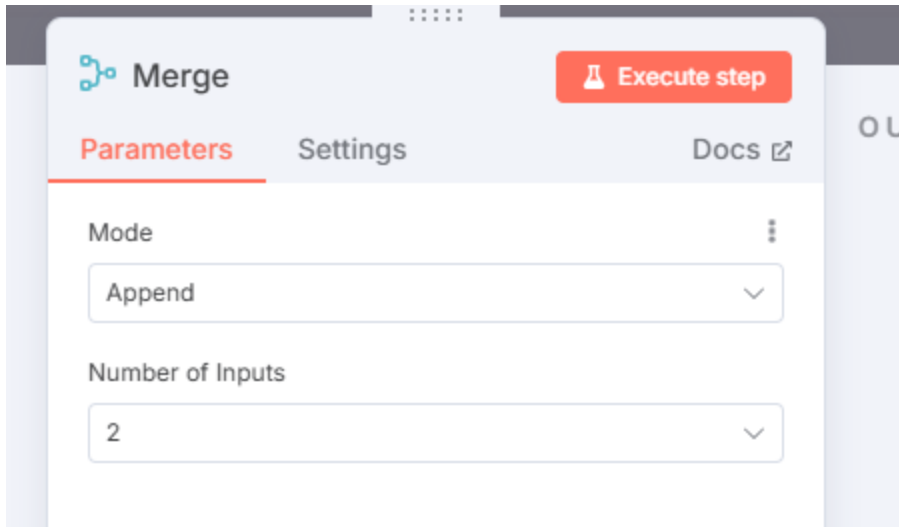 Merge
Execute step
Parameters
Settings
Docs
Mode
Append
Number of Inputs
2